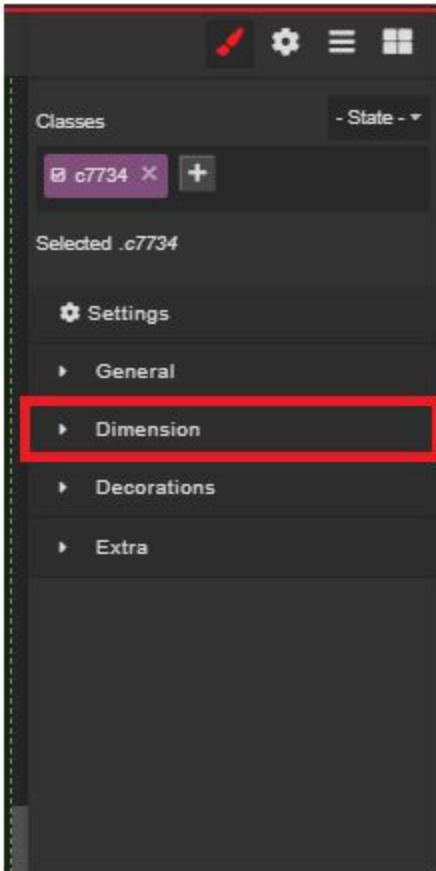 Classes
- State -
c7734
Selected .c7734
Settings
General
Dimension
Decorations
Extra